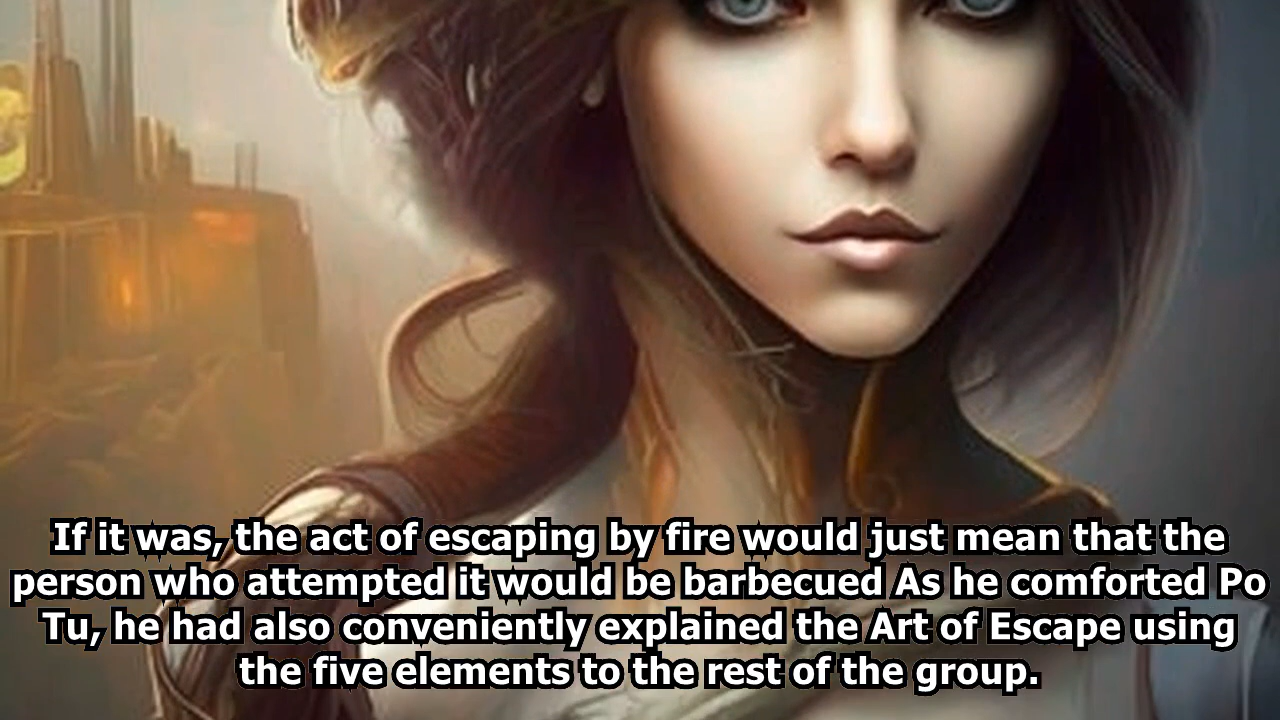 If it was, the act of escaping by fire would just mean that the
person who attempted it would be barbecued As he comforted Po
Tu, he had also conveniently explained the Art of Escape using
the five elements to the rest of the group.